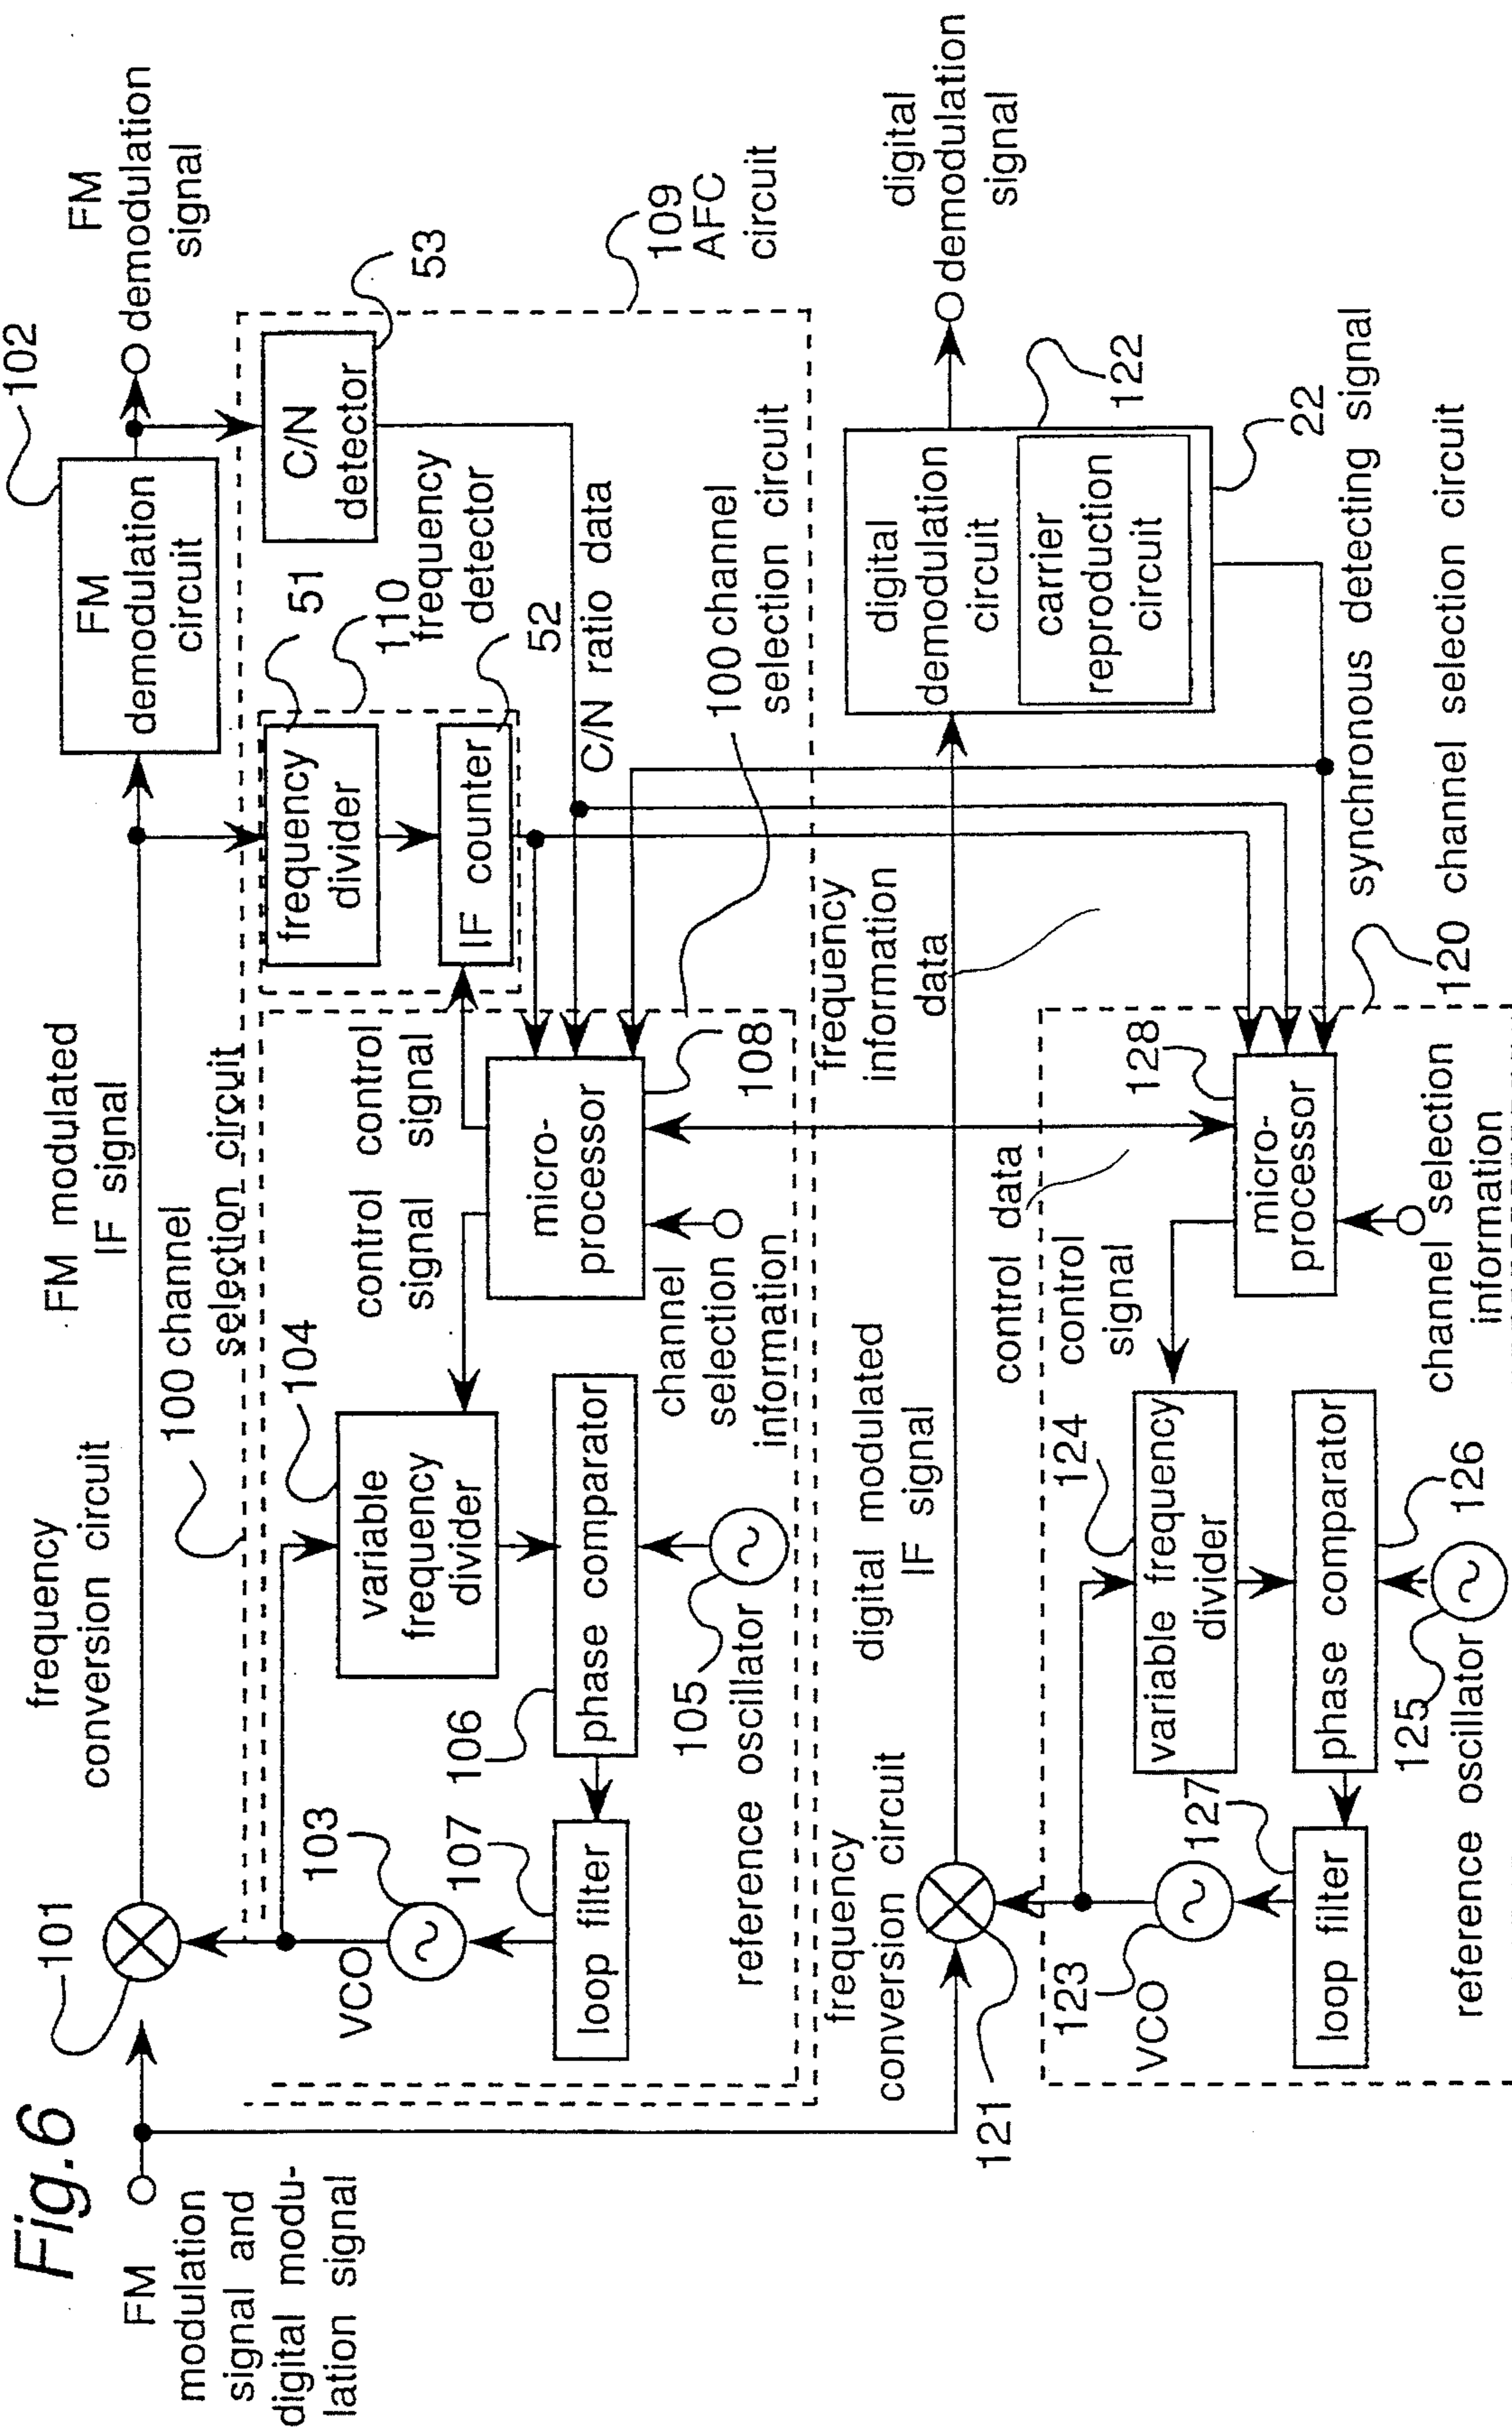 Fig.6
FM
modulation
signal and
digital modu-
lation signal
101
frequency
conversion circuit
FM modulated
IF signal
102
FM
demodulation
circuit
FM
demodulation
signal
100 channel
selection circuit
103
VCO
104
variable
frequency
divider
106
phase comparator
107
loop filter
105
reference oscillator
control
signal
control
signal
micro-
processor
108
channel
selection
information
frequency
divider
51
110
frequency
detector
IF counter
52
C/N
detector
53
C/N ratio data
100 channel
selection circuit
109
AFC
circuit
frequency
information
data
frequency
conversion circuit
121
digital modulated
IF signal
digital
demodulation
circuit
carrier
reproduction
circuit
122
22
digital
demodulation
signal
synchronous detecting signal
120 channel selection circuit
control data
control
signal
128
micro-
processor
channel selection
information
124
variable frequency
divider
phase comparator
126
125
reference oscillator
127
loop filter
123
VCO